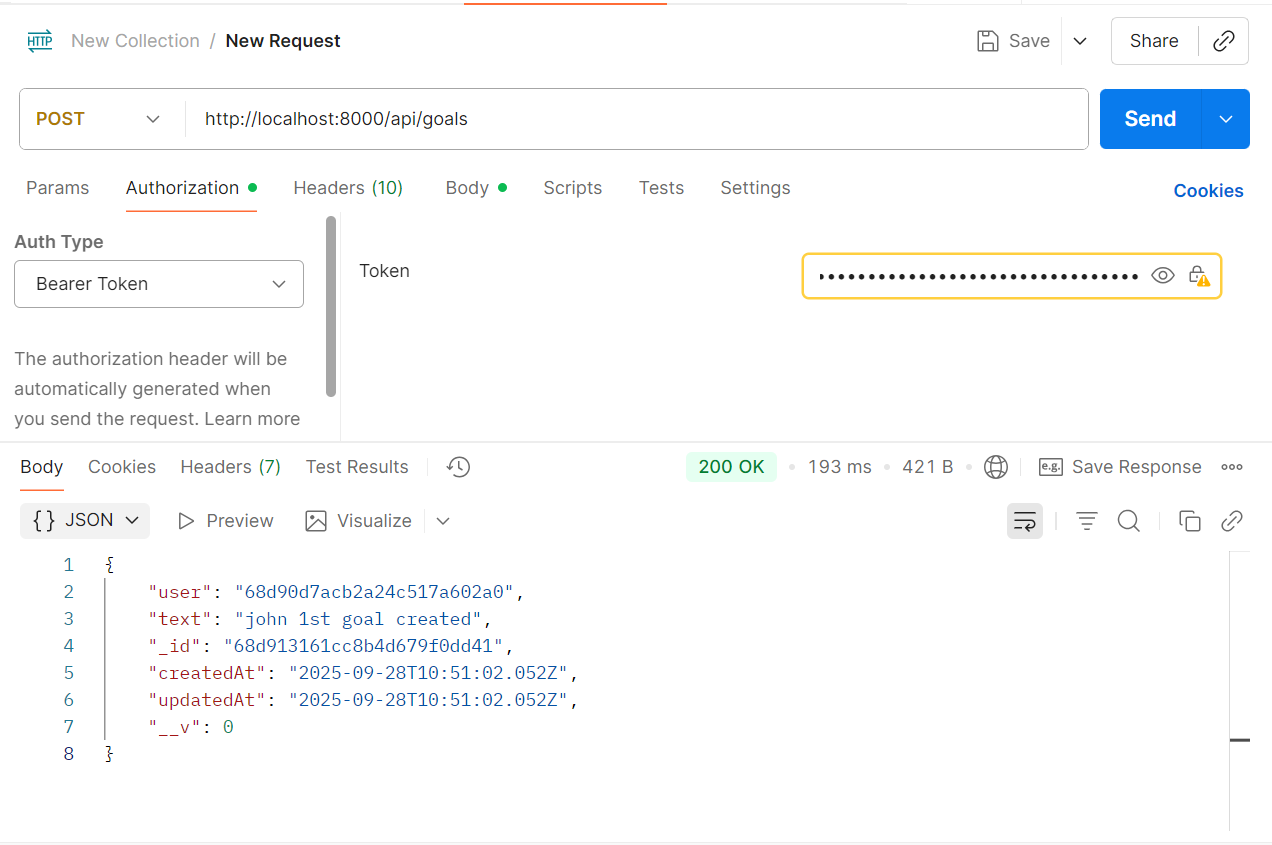 HTTP New Collection / New Request Save Share
POST http://localhost:8000/api/goals Send
Params Authorization Headers (10) Body Scripts Tests Settings Cookies
Auth Type
Bearer Token
Token
The authorization header will be
automatically generated when
you send the request. Learn more
Body Cookies Headers (7) Test Results 200 OK 193 ms 421 B e.g. Save Response
{} JSON Preview Visualize
1 {
2 "user": "68d90d7acb2a24c517a602a0",
3 "text": "john 1st goal created",
4 "_id": "68d913161cc8b4d679f0dd41",
5 "createdAt": "2025-09-28T10:51:02.052Z",
6 "updatedAt": "2025-09-28T10:51:02.052Z",
7 "__v": 0
8 }